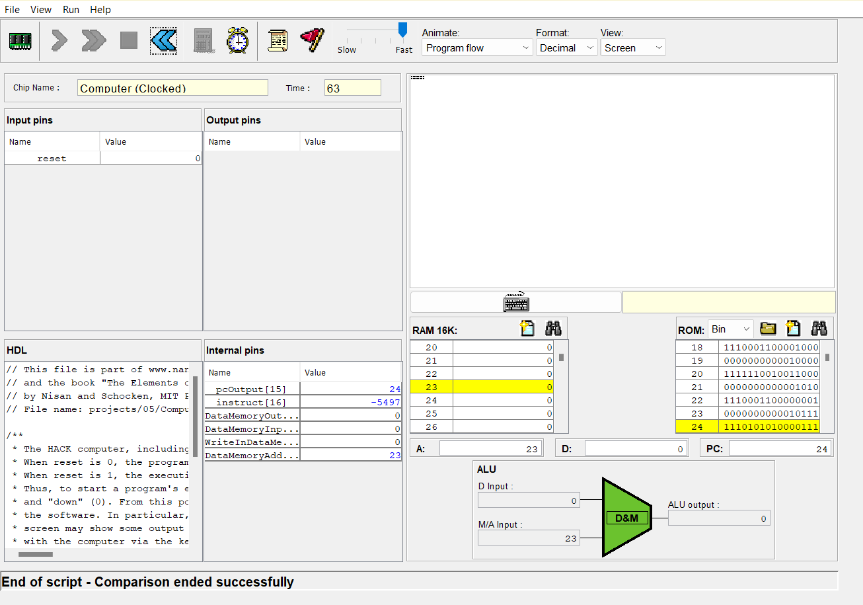 File View Run Help
Slow Fast
Animate:
Program flow
Format:
Decimal
View:
Screen
Chip Name : Computer (Clocked) Time : 63
Input pins
Name Value
reset 0
Output pins
Name Value
HDL
// This file is part of www.nan
// and the book "The Elements o
// by Nisan and Schocken, MIT P
// File name: projects/05/Compu
/**
* The HACK computer, including
* When reset is 0, the program
* When reset is 1, the executi
* Thus, to start a program's e
* and "down" (0). From this po
* the software. In particular,
* screen may show some output
* with the computer via the ke
Internal pins
Name Value
pcOutput[15] 24
instruct[16] -5497
DataMemoryOut... 0
DataMemoryInp... 0
WriteInDataMe... 0
DataMemoryAdd... 23
RAM 16K:
20 0
21 0
22 0
23 0
24 0
25 0
26 0
ROM: Bin
18 1110001100001000
19 0000000000010000
20 1111110010011000
21 0000000000001010
22 1110001100000001
23 0000000000010111
24 1110101010000111
A: 23 D: 0 PC: 24
ALU
D Input :
0
M/A Input :
23
D&M
ALU output :
0
End of script - Comparison ended successfully